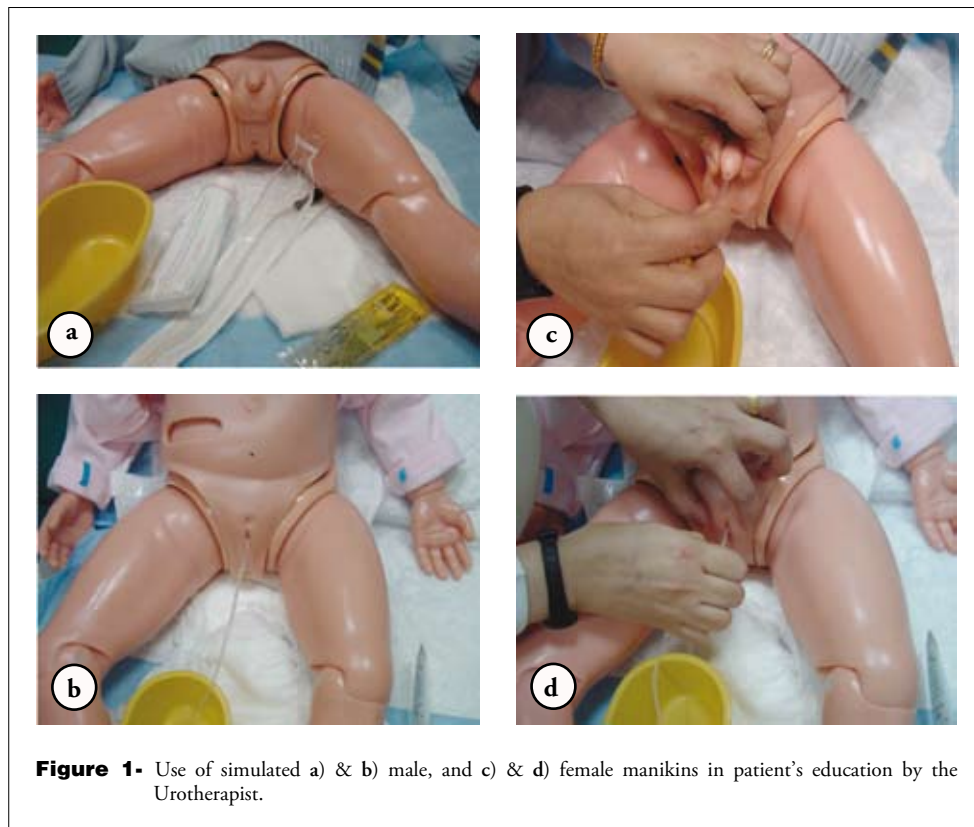 a
c
b
d
Figure 1- Use of simulated a) & b) male, and c) & d) female manikins in patient's education by the
Urotherapist.